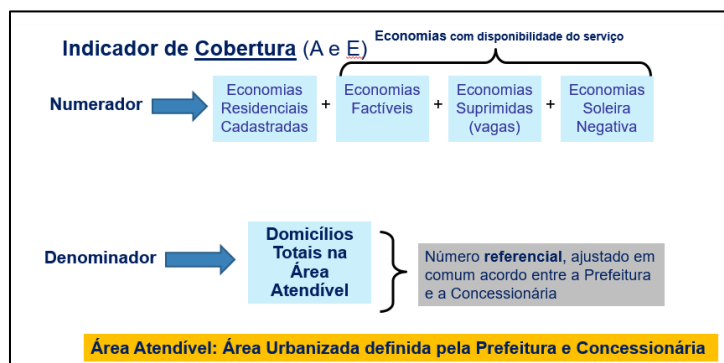 Indicador de Cobertura (A e E)
Economias com disponibilidade do serviço
Numerador
Economias
Residenciais
Cadastradas
+
Economias
Factíveis
+
Economias
Suprimidas
(vagas)
+
Economias
Soleira
Negativa
Denominador
Domicílios
Totais na
Área
Atendível
Número referencial, ajustado em
comum acordo entre a Prefeitura
e a Concessionária
Área Atendível: Área Urbanizada definida pela Prefeitura e Concessionária